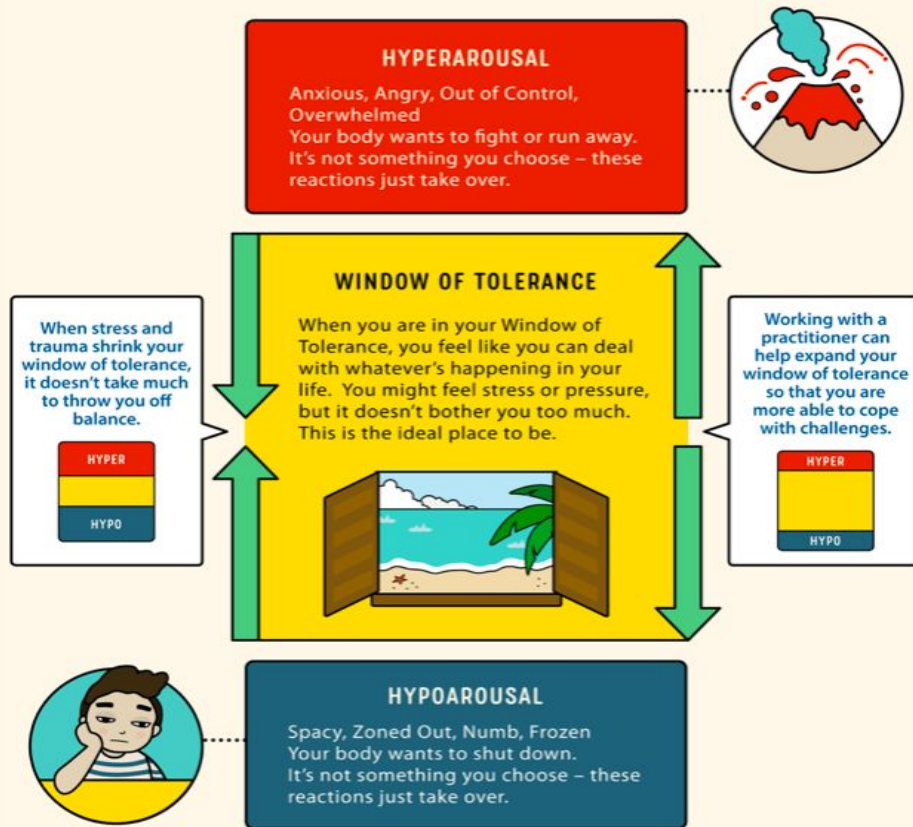 HYPERAROUSAL
Anxious, Angry, Out of Control,
Overwhelmed
Your body wants to fight or run away.
It's not something you choose – these
reactions just take over.
WINDOW OF TOLERANCE
When you are in your Window of
Tolerance, you feel like you can deal
with whatever's happening in your
life. You might feel stress or pressure,
but it doesn't bother you too much.
This is the ideal place to be.
When stress and
trauma shrink your
window of tolerance,
it doesn't take much
to throw you off
balance.
HYPER
HYPO
Working with a
practitioner can
help expand your
window of tolerance
so that you are
more able to cope
with challenges.
HYPER
HYPO
HYPOAROUSAL
Spacy, Zoned Out, Numb, Frozen
Your body wants to shut down.
It's not something you choose – these
reactions just take over.